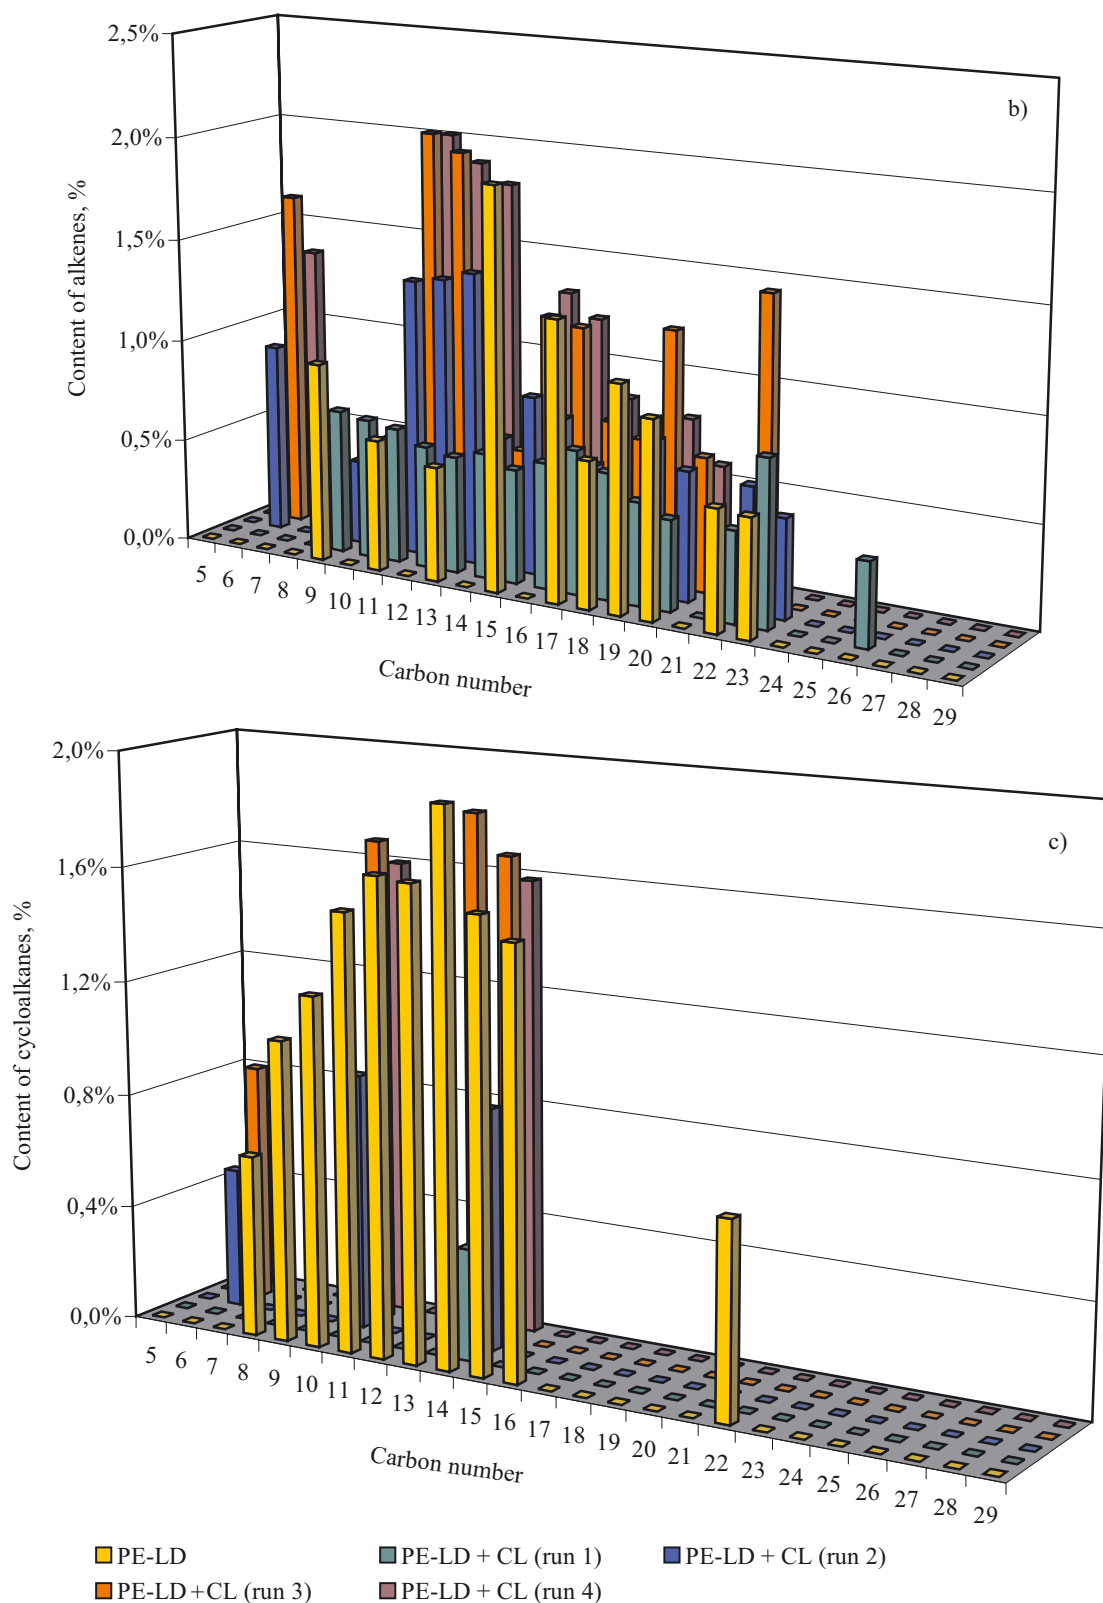 2,5%
b)
2,0%
1,5%
1,0%
0,5%
0,0%
Content of alkenes, %
5 6 7 8 9 10 11 12 13 14 15 16 17 18 19 20 21 22 23 24 25 26 27 28 29
Carbon number
2,0%
c)
1,6%
1,2%
0,8%
0,4%
0,0%
Content of cycloalkanes, %
5 6 7 8 9 10 11 12 13 14 15 16 17 18 19 20 21 22 23 24 25 26 27 28 29
Carbon number
PE-LD PE-LD + CL (run 1) PE-LD + CL (run 2)
PE-LD +CL (run 3) PE-LD + CL (run 4)